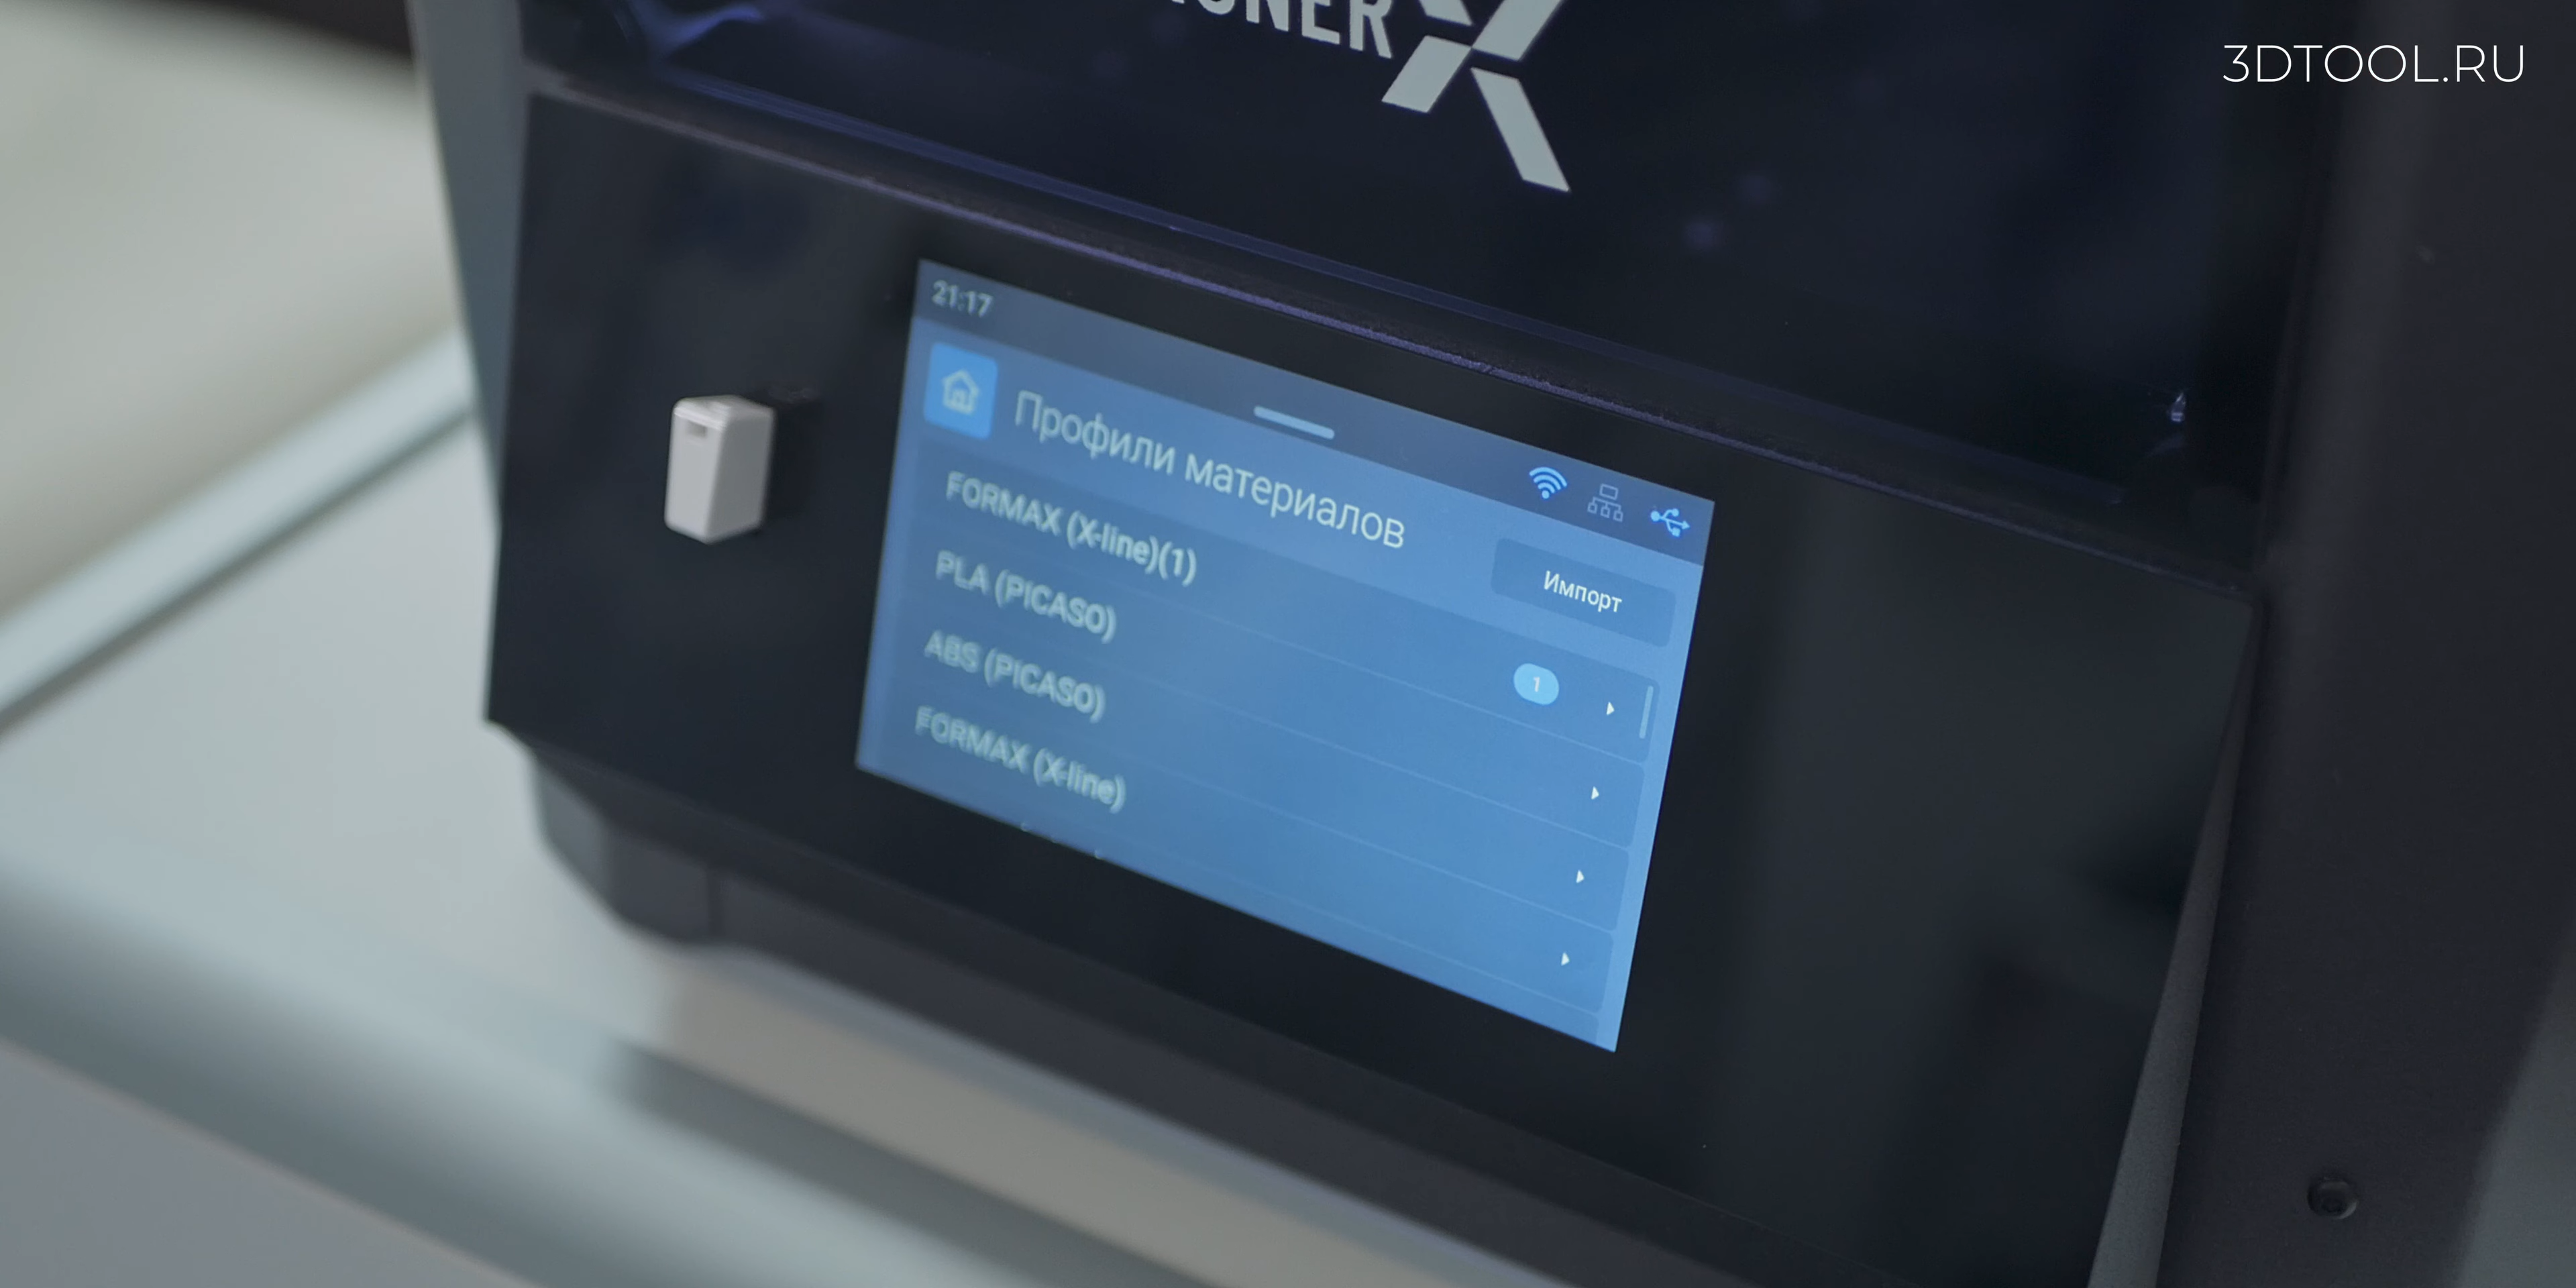 3DTOOL.RU
X
21:17
Профили материалов
Импорт
FORMAX (X-line)(1)
1
PLA (PICASO)
ABS (PICASO)
FORMAX (X-line)